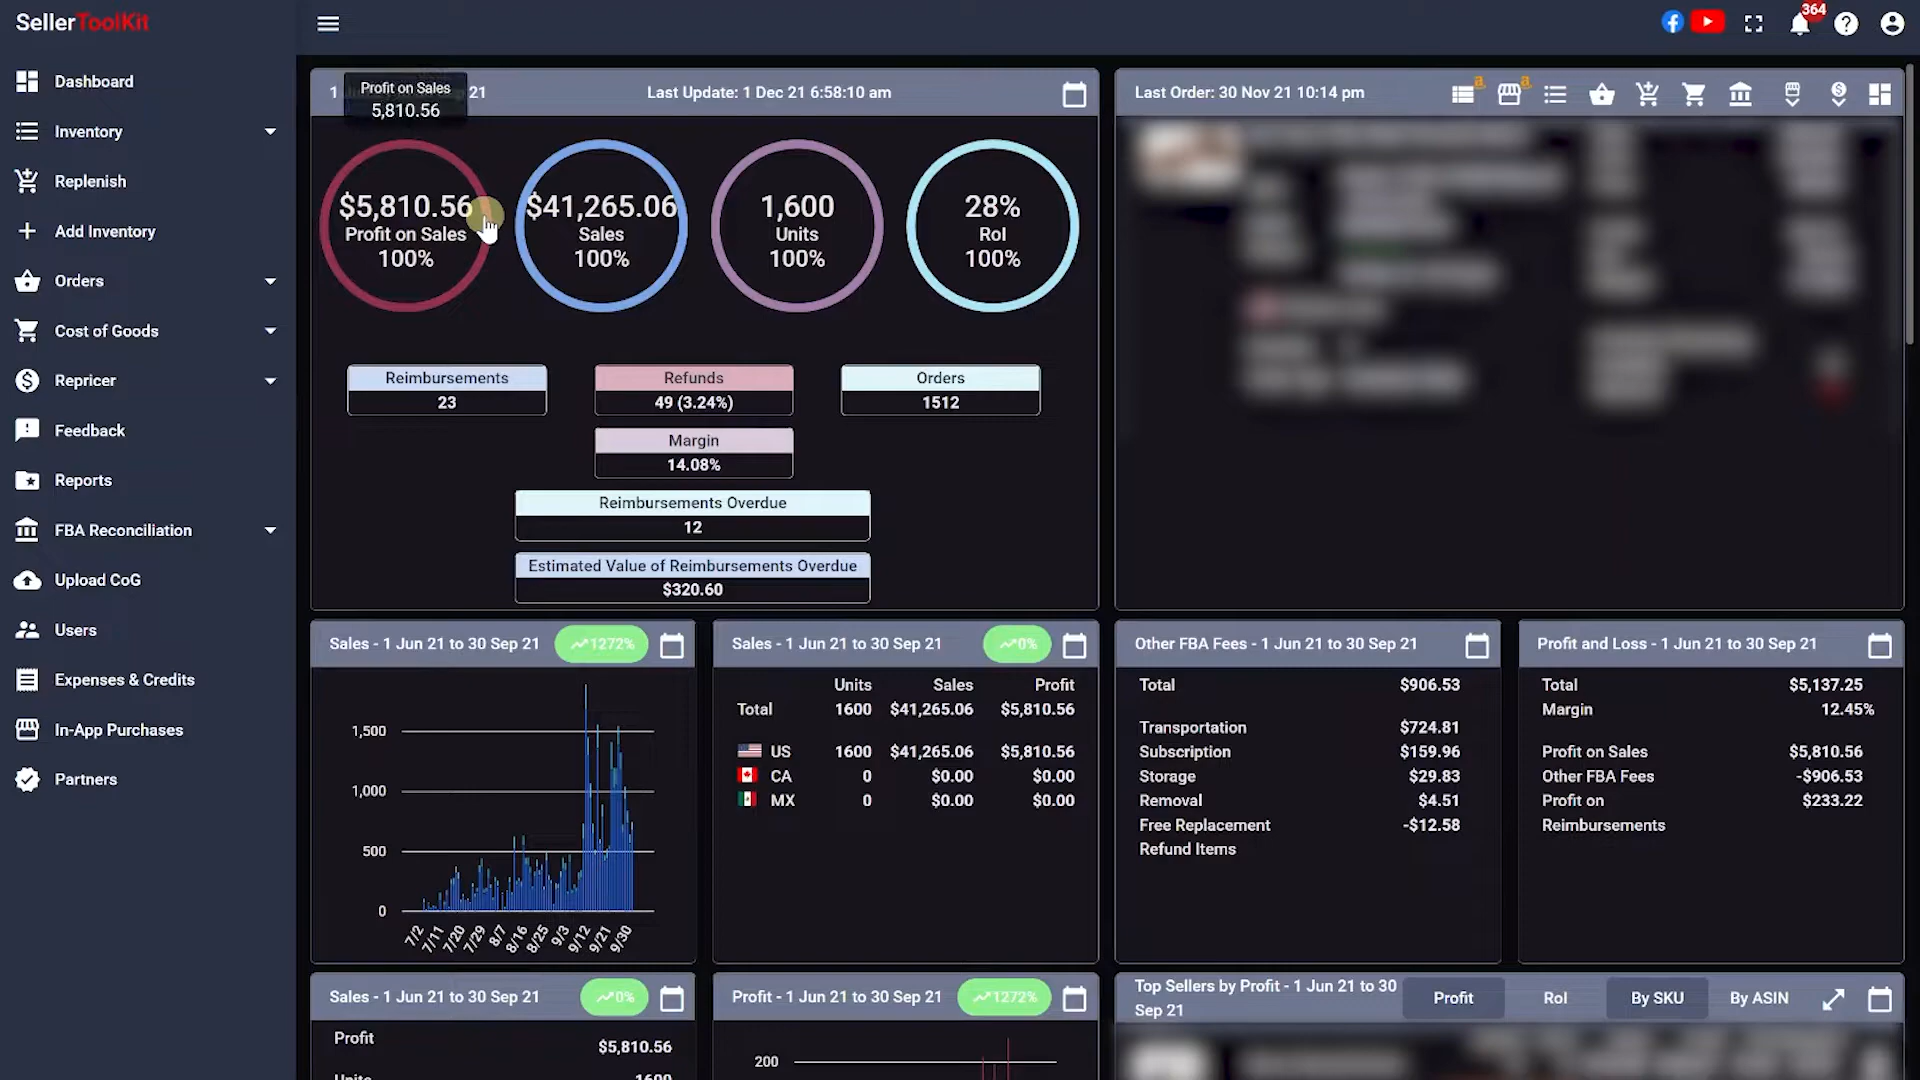 SellerToolKit
364
Dashboard
Inventory
Replenish
Add Inventory
Orders
Cost of Goods
Repricer
Feedback
Reports
FBA Reconciliation
Upload CoG
Users
Expenses & Credits
In-App Purchases
Partners
1
21
Profit on Sales
5,810.56
Last Update: 1 Dec 21 6:58:10 am
$5,810.56
Profit on Sales
100%
$41,265.06
Sales
100%
1,600
Units
100%
28%
RoI
100%
Reimbursements
23
Refunds
49 (3.24%)
Orders
1512
Margin
14.08%
Reimbursements Overdue
12
Estimated Value of Reimbursements Overdue
$320.60
Last Order: 30 Nov 21 10:14 pm
a
a
Sales - 1 Jun 21 to 30 Sep 21
1272%
1,500
1,000
500
0
7/2
7/11
7/20
7/29
8/7
8/16
8/25
9/3
9/12
9/21
9/30
Sales - 1 Jun 21 to 30 Sep 21
0%
Units Sales Profit
Total 1600 $41,265.06 $5,810.56
US 1600 $41,265.06 $5,810.56
CA 0 $0.00 $0.00
MX 0 $0.00 $0.00
Other FBA Fees - 1 Jun 21 to 30 Sep 21
Total $906.53
Transportation $724.81
Subscription $159.96
Storage $29.83
Removal $4.51
Free Replacement -$12.58
Refund Items
Profit and Loss - 1 Jun 21 to 30 Sep 21
Total $5,137.25
Margin 12.45%
Profit on Sales $5,810.56
Other FBA Fees -$906.53
Profit on $233.22
Reimbursements
Sales - 1 Jun 21 to 30 Sep 21
0%
Profit $5,810.56
Units 1600
Profit - 1 Jun 21 to 30 Sep 21
1272%
200
Top Sellers by Profit - 1 Jun 21 to 30
Sep 21
Profit
RoI
By SKU
By ASIN